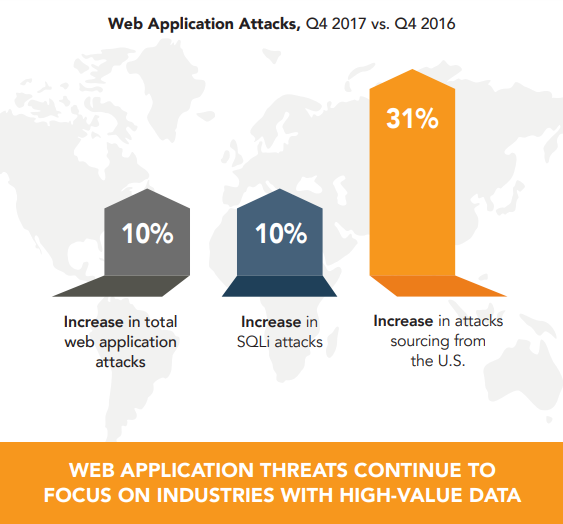 Web Application Attacks, Q4 2017 vs. Q4 2016
31%
10%
10%
Increase in total
web application
attacks
Increase in
SQLi attacks
Increase in attacks
sourcing from
the U.S.
WEB APPLICATION THREATS CONTINUE TO
FOCUS ON INDUSTRIES WITH HIGH-VALUE DATA